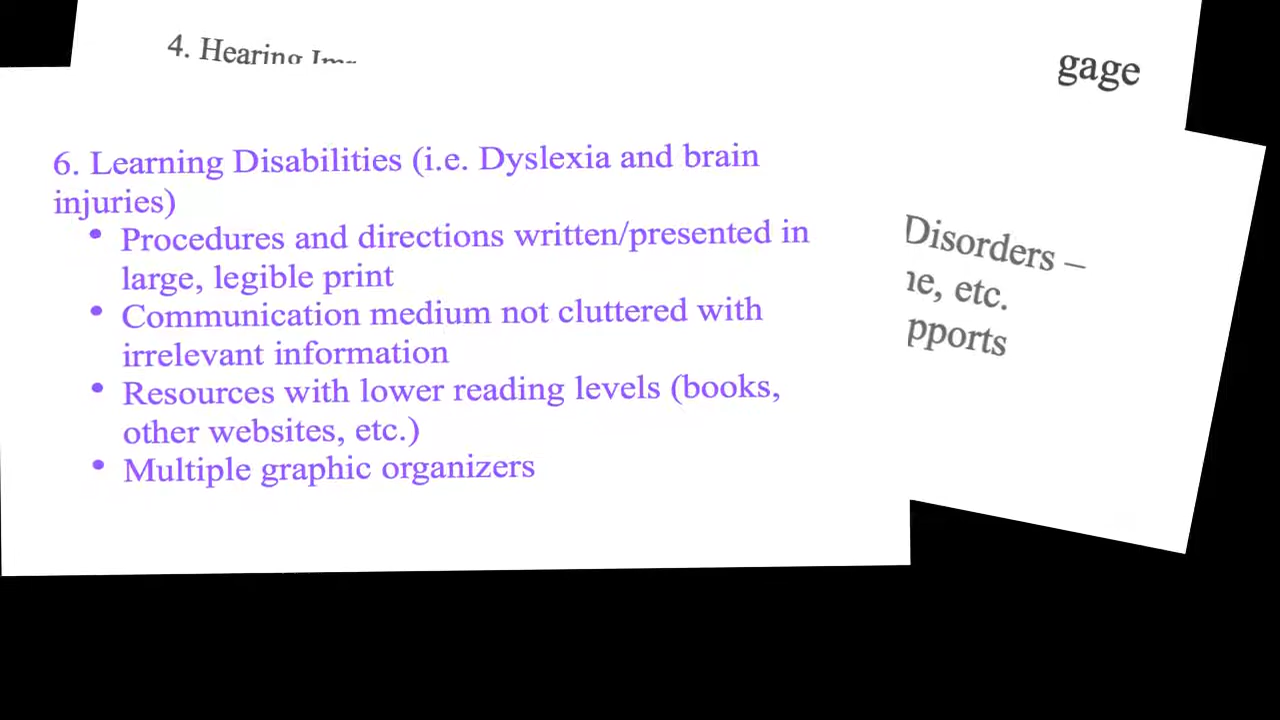 4. Hearing
gage
6. Learning Disabilities (i.e. Dyslexia and brain
injuries)
• Procedures and directions written/presented in
large, legible print
• Communication medium not cluttered with
irrelevant information
• Resources with lower reading levels (books,
other websites, etc.)
• Multiple graphic organizers
Disorders –
etc.